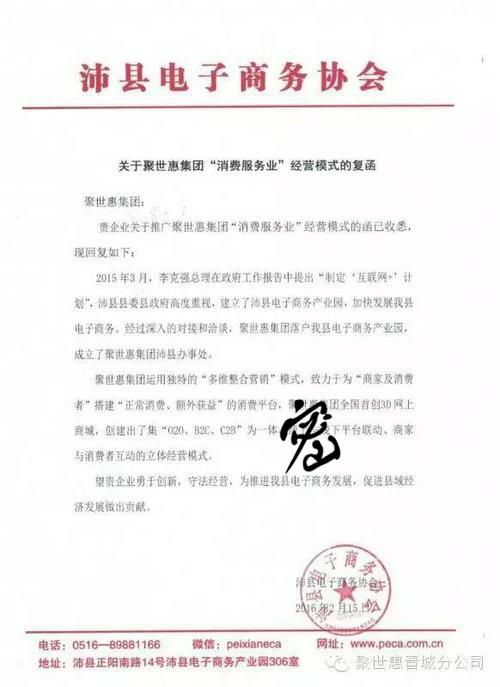 沛县电子商务协会
关于聚世惠集团“消费服务业”经营模式的复函
聚世惠集团：
贵企业关于推广聚世惠集团“消费服务业”经营模式的函已收悉，
现回复如下：
2015年3月，李克强总理在政府工作报告中提出“制定‘互联网+’计
划”，沛县县委县政府高度重视，建立了沛县电子商务产业园，加快发展我县
电子商务。经过深入的对接和洽谈，聚世惠集团落户我县电子商务产业园，
成立了聚世惠集团沛县办事处。
聚世惠集团运用独特的“多维整合营销”模式，致力于为“商家及消费
者”搭建“正常消费、额外获益”的消费平台，聚世惠集团全国首创3D网上
商城，创建出了集“O2O、B2C、C2B”为一体，线下平台联动、商家
与消费者互动的立体经营模式。
望贵企业勇于创新，守法经营，为推进我县电子商务发展，促进县域经
济发展做出贡献。
沛县电子商务协会
2016年2月15日
沛县电子商务协会
电话：0516—89881166 微信：peixianeca 网址：www.peca.com.cn
地址：沛县正阳南路14号沛县电子商务产业园306室
聚世惠晋城分公司